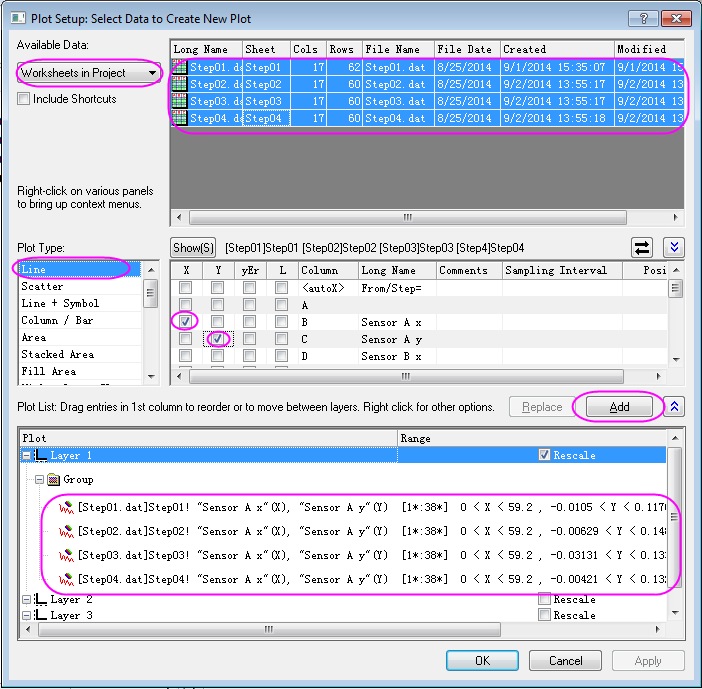 Plot Setup: Select Data to Create New Plot
Available Data:
Worksheets in Project
Include Shortcuts
Right-click on various panels
to bring up context menus.
Long Name Sheet Cols Rows File Name File Date Created Modified
Step01.da Step01 17 62 Step01.dat 8/25/2014 9/1/2014 15:35:07 9/1/2014 15
Step02.da Step02 17 60 Step02.dat 8/25/2014 9/2/2014 13:55:17 9/2/2014 13
Step03.da Step03 17 60 Step03.dat 8/25/2014 9/2/2014 13:55:17 9/2/2014 13
Step04.da Step04 17 60 Step04.dat 8/25/2014 9/2/2014 13:55:18 9/2/2014 13
Plot Type:
Line
Scatter
Line + Symbol
Column / Bar
Area
Stacked Area
Fill Area
Show(S) [Step01]Step01 [Step02]Step02 [Step03]Step03 [Step4]Step04
X Y yEr L Column Long Name Comments Sampling Interval Posi
<autoX> From/Step=
A
B Sensor A x
C Sensor A y
D Sensor B x
Plot List: Drag entries in 1st column to reorder or to move between layers. Right click for other options.
Replace
Add
Plot Range
Layer 1 Rescale
Group
[Step01.dat]Step01! "Sensor A x"(X), "Sensor A y"(Y) [1*:38*] 0 < X < 59.2 , -0.0105 < Y < 0.1170
[Step02.dat]Step02! "Sensor A x"(X), "Sensor A y"(Y) [1*:38*] 0 < X < 59.2 , -0.00629 < Y < 0.148
[Step03.dat]Step03! "Sensor A x"(X), "Sensor A y"(Y) [1*:38*] 0 < X < 59.2 , -0.03131 < Y < 0.133
[Step04.dat]Step04! "Sensor A x"(X), "Sensor A y"(Y) [1*:38*] 0 < X < 59.2 , -0.00421 < Y < 0.132
Layer 2 Rescale
Layer 3 Rescale
OK
Cancel
Apply